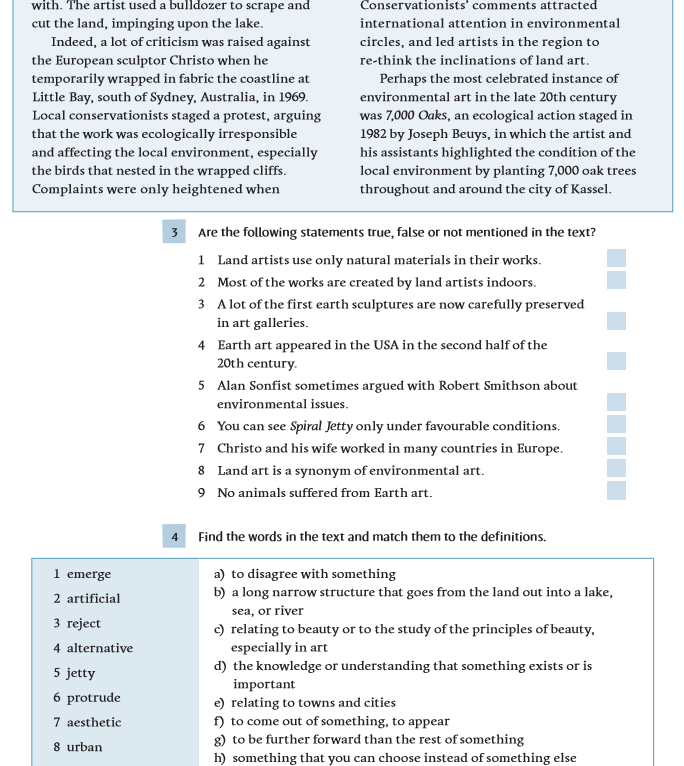 with. The artist used a bulldozer to scrape and
cut the land, impinging upon the lake.
Indeed, a lot of criticism was raised against
the European sculptor Christo when he
temporarily wrapped in fabric the coastline at
Little Bay, south of Sydney, Australia, in 1969.
Local conservationists staged a protest, arguing
that the work was ecologically irresponsible
and affecting the local environment, especially
the birds that nested in the wrapped cliffs.
Complaints were only heightened when
Conservationists' comments attracted
international attention in environmental
circles, and led artists in the region to
re-think the inclinations of land art.
Perhaps the most celebrated instance of
environmental art in the late 20th century
was 7,000 Oaks, an ecological action staged in
1982 by Joseph Beuys, in which the artist and
his assistants highlighted the condition of the
local environment by planting 7,000 oak trees
throughout and around the city of Kassel.
3 Are the following statements true, false or not mentioned in the text?
1 Land artists use only natural materials in their works.
2 Most of the works are created by land artists indoors.
3 A lot of the first earth sculptures are now carefully preserved
in art galleries.
4 Earth art appeared in the USA in the second half of the
20th century.
5 Alan Sonfist sometimes argued with Robert Smithson about
environmental issues.
6 You can see Spiral Jetty only under favourable conditions.
7 Christo and his wife worked in many countries in Europe.
8 Land art is a synonym of environmental art.
9 No animals suffered from Earth art.
4 Find the words in the text and match them to the definitions.
1 emerge
2 artificial
3 reject
4 alternative
5 jetty
6 protrude
7 aesthetic
8 urban
a) to disagree with something
b) a long narrow structure that goes from the land out into a lake,
sea, or river
c) relating to beauty or to the study of the principles of beauty,
especially in art
d) the knowledge or understanding that something exists or is
important
e) relating to towns and cities
f) to come out of something, to appear
g) to be further forward than the rest of something
h) something that you can choose instead of something else